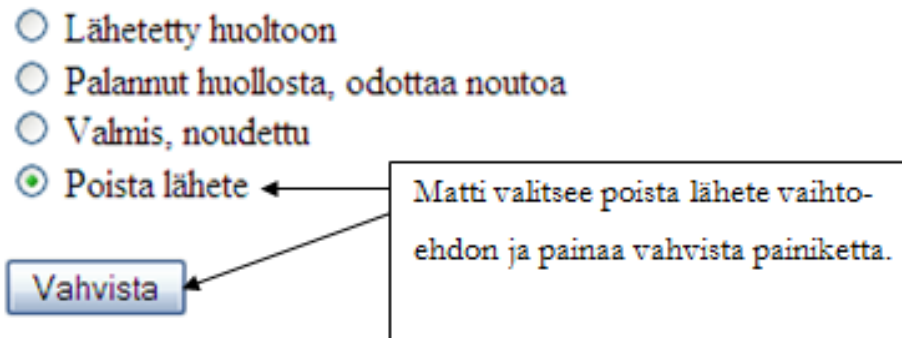 Lähetetty huoltoon
Palannut huollosta, odottaa noutoa
Valmis, noudettu
Poista lähete
Matti valitsee poista lähete vaihto-
ehdon ja painaa vahvista painiketta.
Vahvista